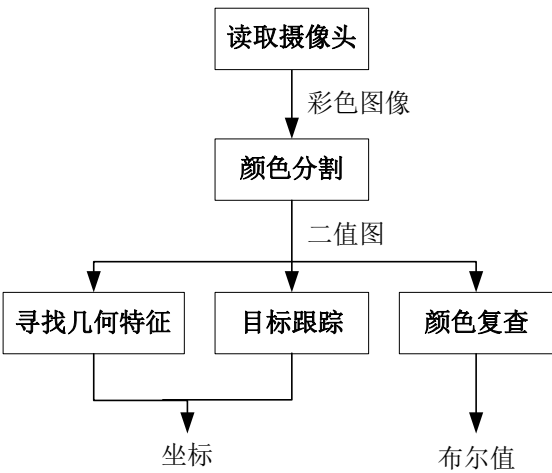 读取摄像头
彩色图像
颜色分割
二值图
寻找几何特征
目标跟踪
颜色复查
坐标
布尔值